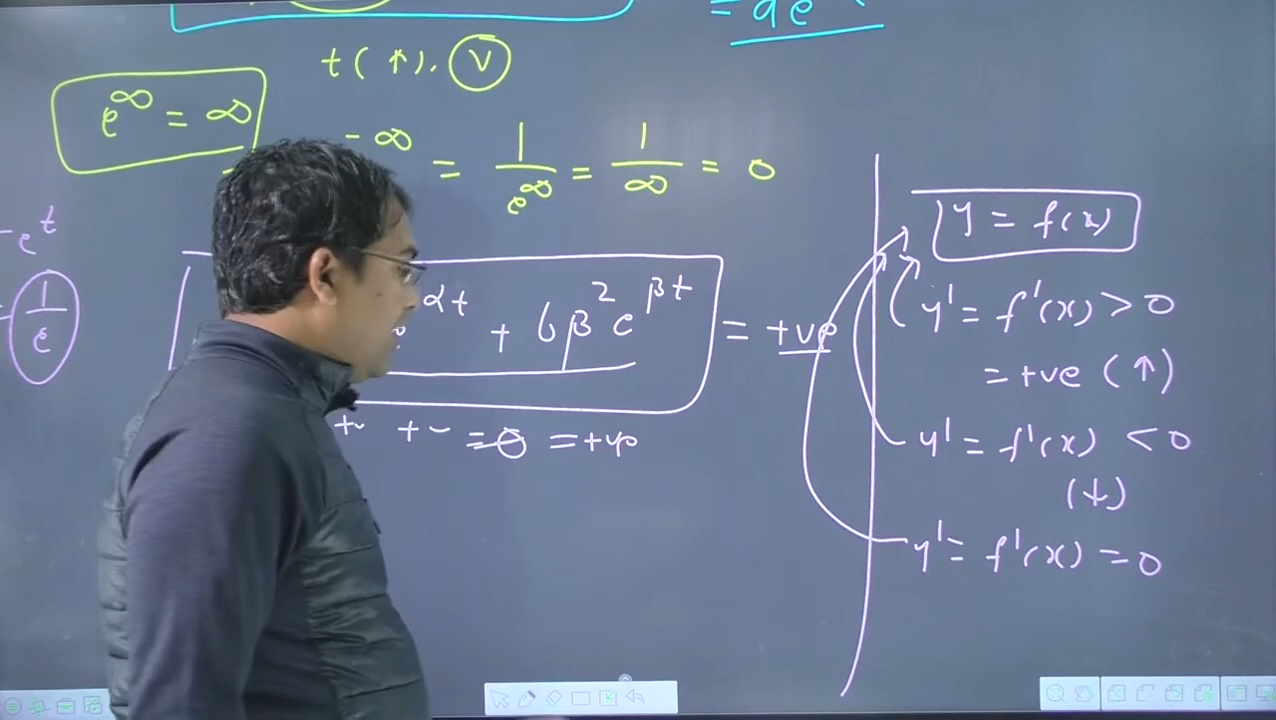 = ae
t ( ↑). (V)
e^∞ = ∞
-∞ = 1/e^∞ = 1/∞ = 0
-e^t
1/e
αt + bβ²e^βt = +ve
+v +v =0 =+ve
y = f(x)
y' = f'(x) > 0
= +ve (↑)
y' = f'(x) < 0
(↓)
y' = f'(x) = 0